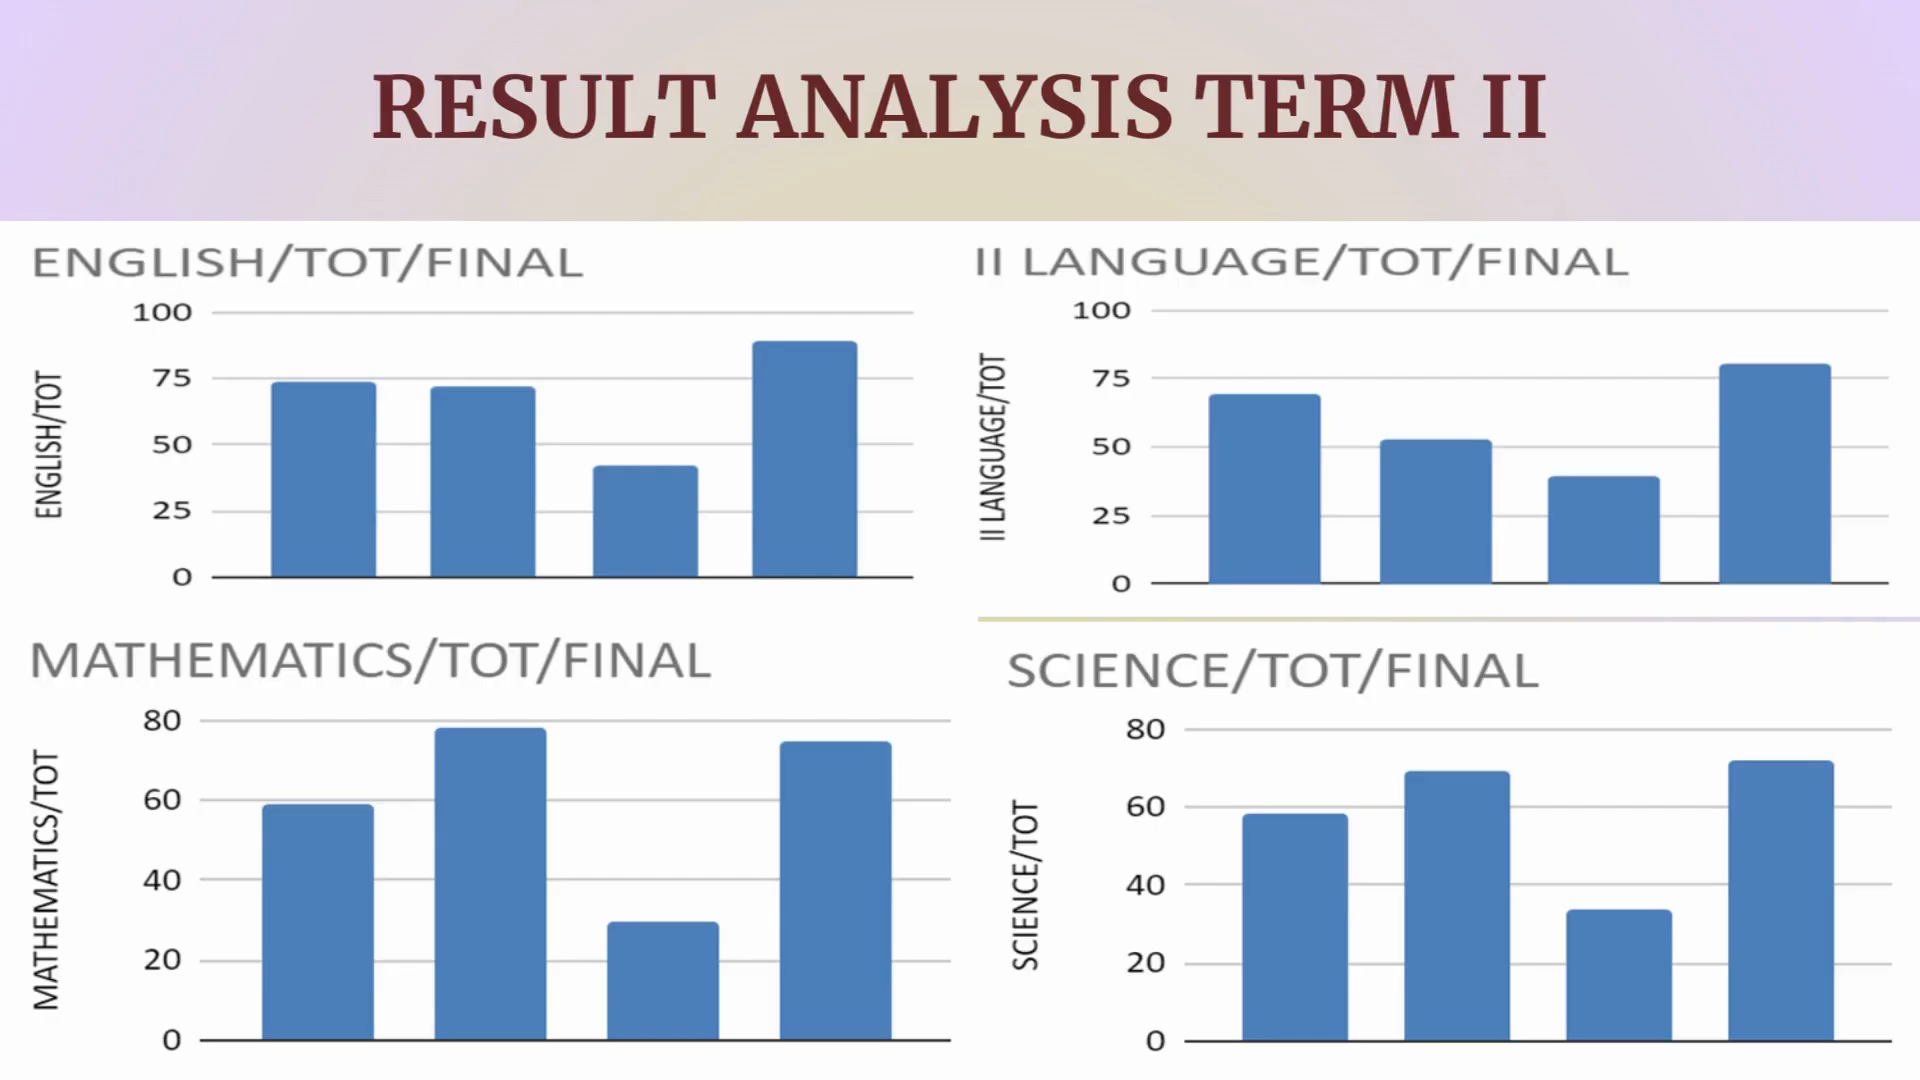 RESULT ANALYSIS TERM II
ENGLISH/TOT/FINAL
ENGLISH/TOT
100
75
50
25
0
II LANGUAGE/TOT/FINAL
II LANGUAGE/TOT
100
75
50
25
0
MATHEMATICS/TOT/FINAL
MATHEMATICS/TOT
80
60
40
20
0
SCIENCE/TOT/FINAL
SCIENCE/TOT
80
60
40
20
0